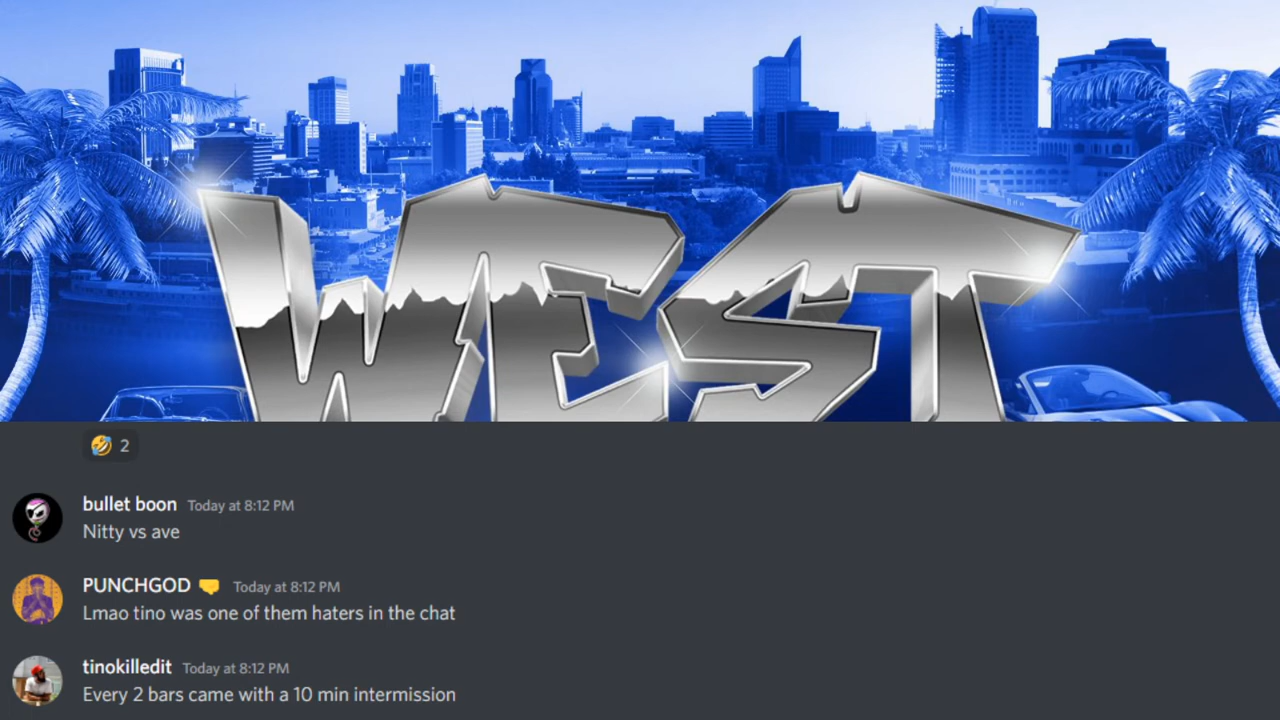 WEST
🤣 2
bullet boon Today at 8:12 PM
Nitty vs ave
PUNCHGOD 🤜 Today at 8:12 PM
Lmao tino was one of them haters in the chat
tinokilledit Today at 8:12 PM
Every 2 bars came with a 10 min intermission